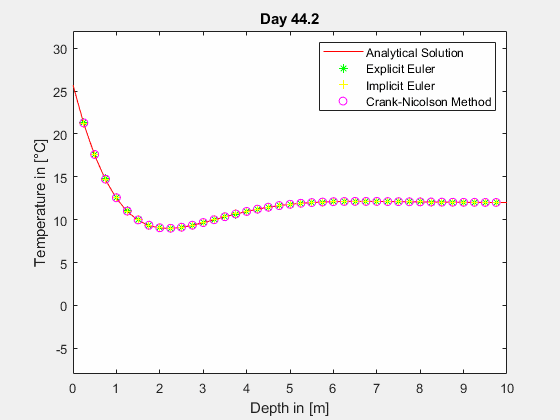 Day 44.2
Analytical Solution
Explicit Euler
Implicit Euler
Crank-Nicolson Method
Temperature in [°C]
30
25
20
15
10
5
0
-5
0 1 2 3 4 5 6 7 8 9 10
Depth in [m]